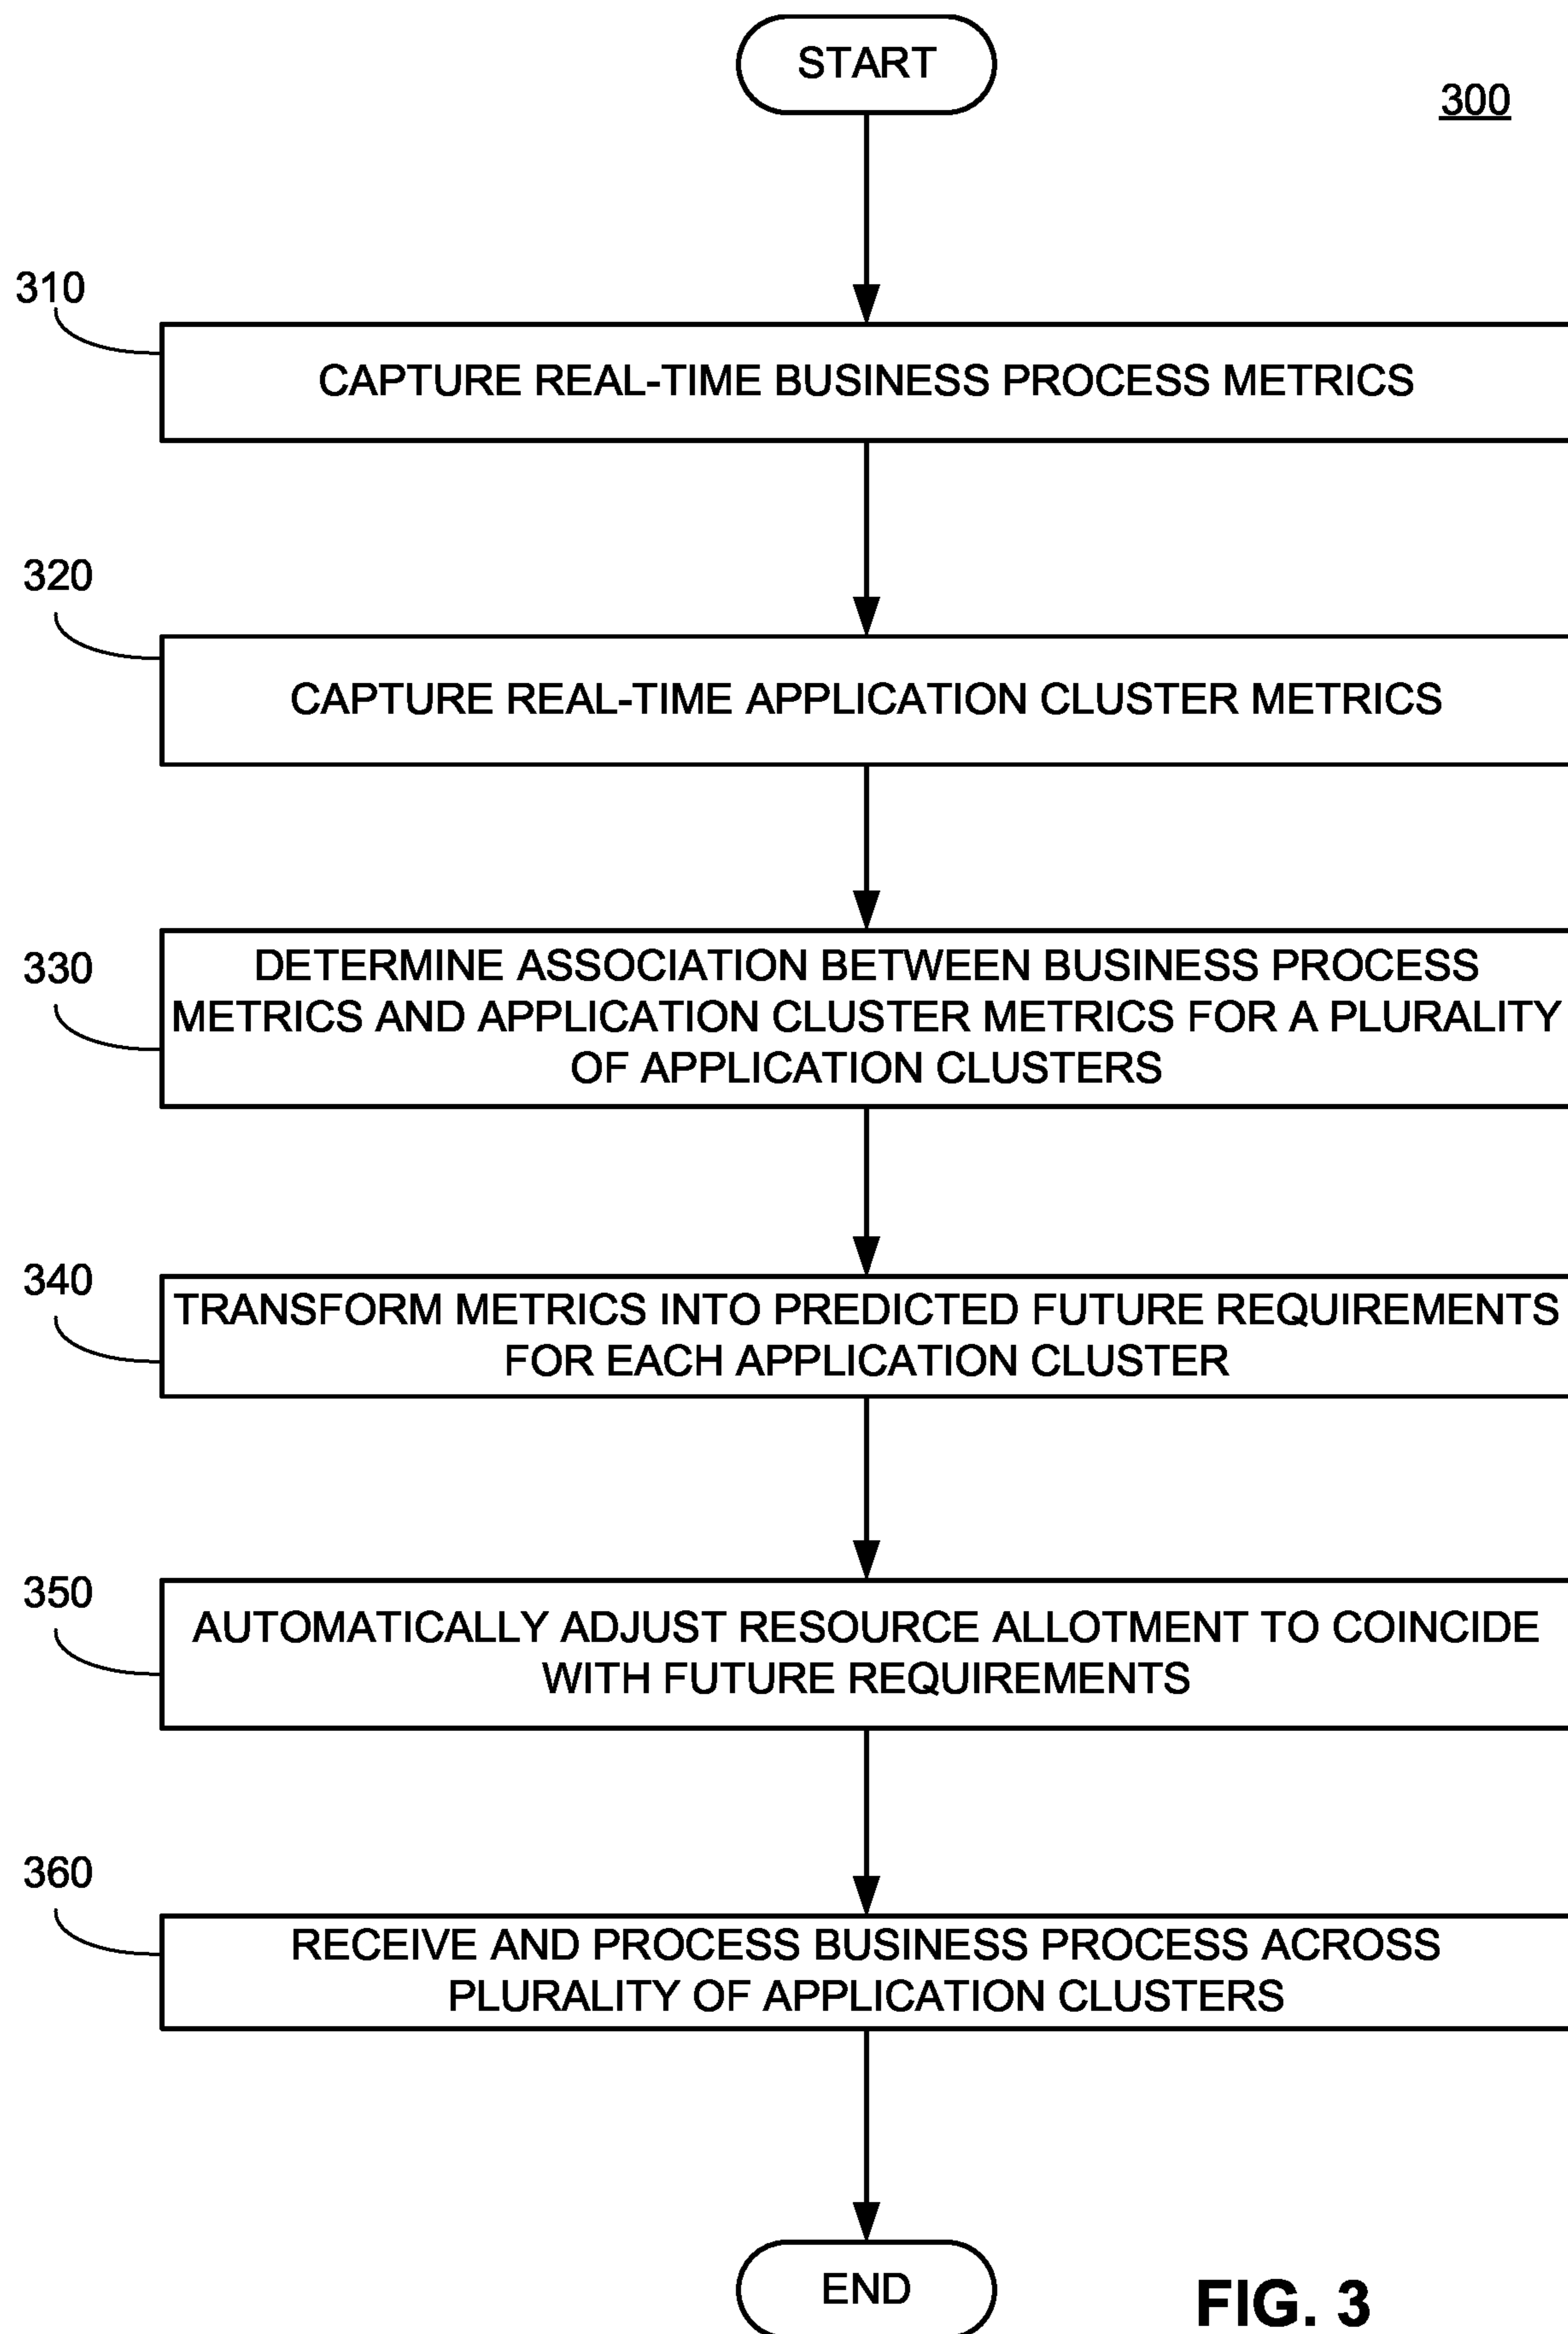 START
300
310
CAPTURE REAL-TIME BUSINESS PROCESS METRICS
320
CAPTURE REAL-TIME APPLICATION CLUSTER METRICS
330
DETERMINE ASSOCIATION BETWEEN BUSINESS PROCESS
METRICS AND APPLICATION CLUSTER METRICS FOR A PLURALITY
OF APPLICATION CLUSTERS
340
TRANSFORM METRICS INTO PREDICTED FUTURE REQUIREMENTS
FOR EACH APPLICATION CLUSTER
350
AUTOMATICALLY ADJUST RESOURCE ALLOTMENT TO COINCIDE
WITH FUTURE REQUIREMENTS
360
RECEIVE AND PROCESS BUSINESS PROCESS ACROSS
PLURALITY OF APPLICATION CLUSTERS
END
FIG. 3